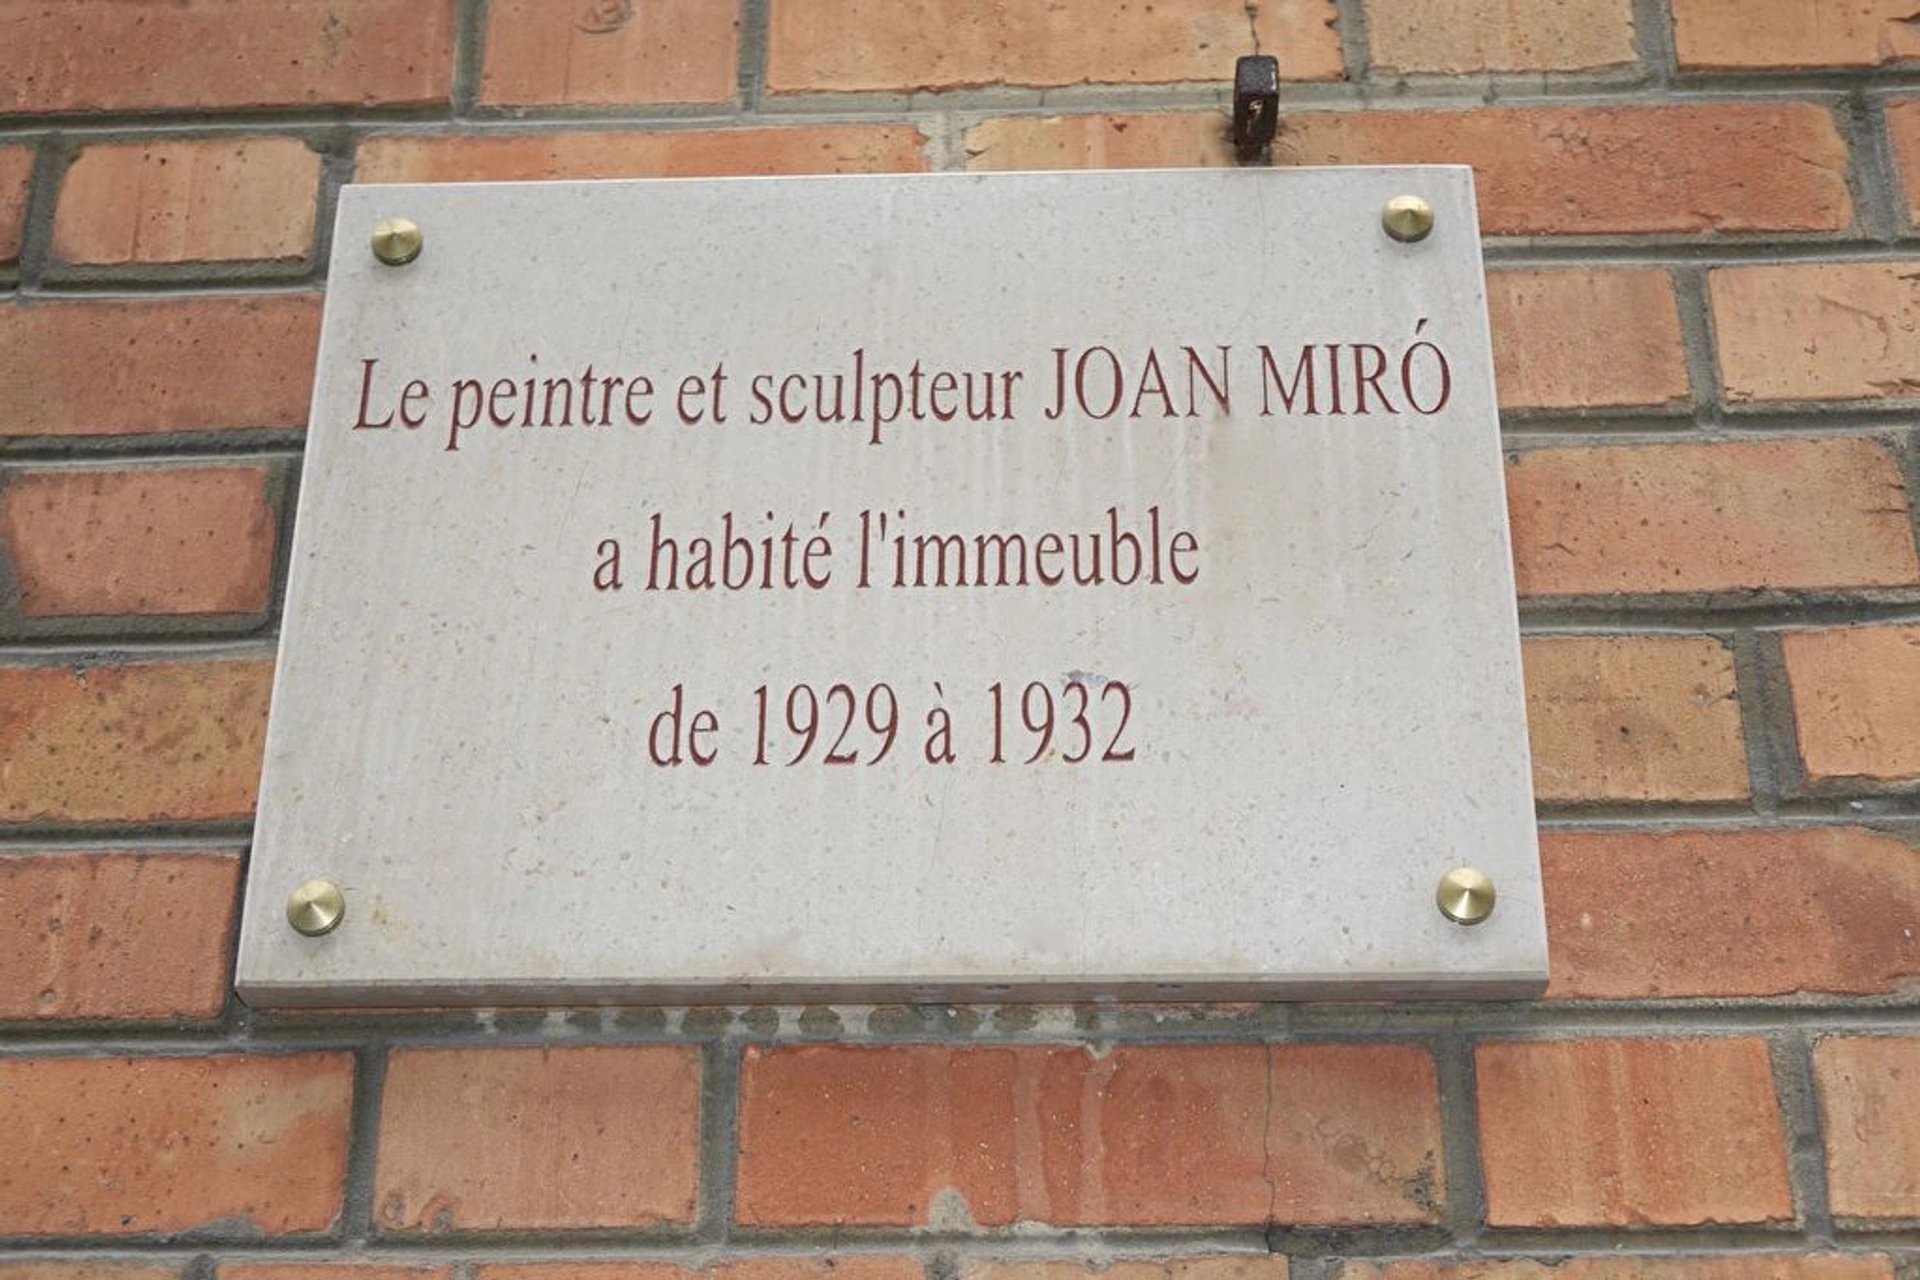 Le peintre et sculpteur JOAN MIRÓ
a habité l'immeuble
de 1929 à 1932